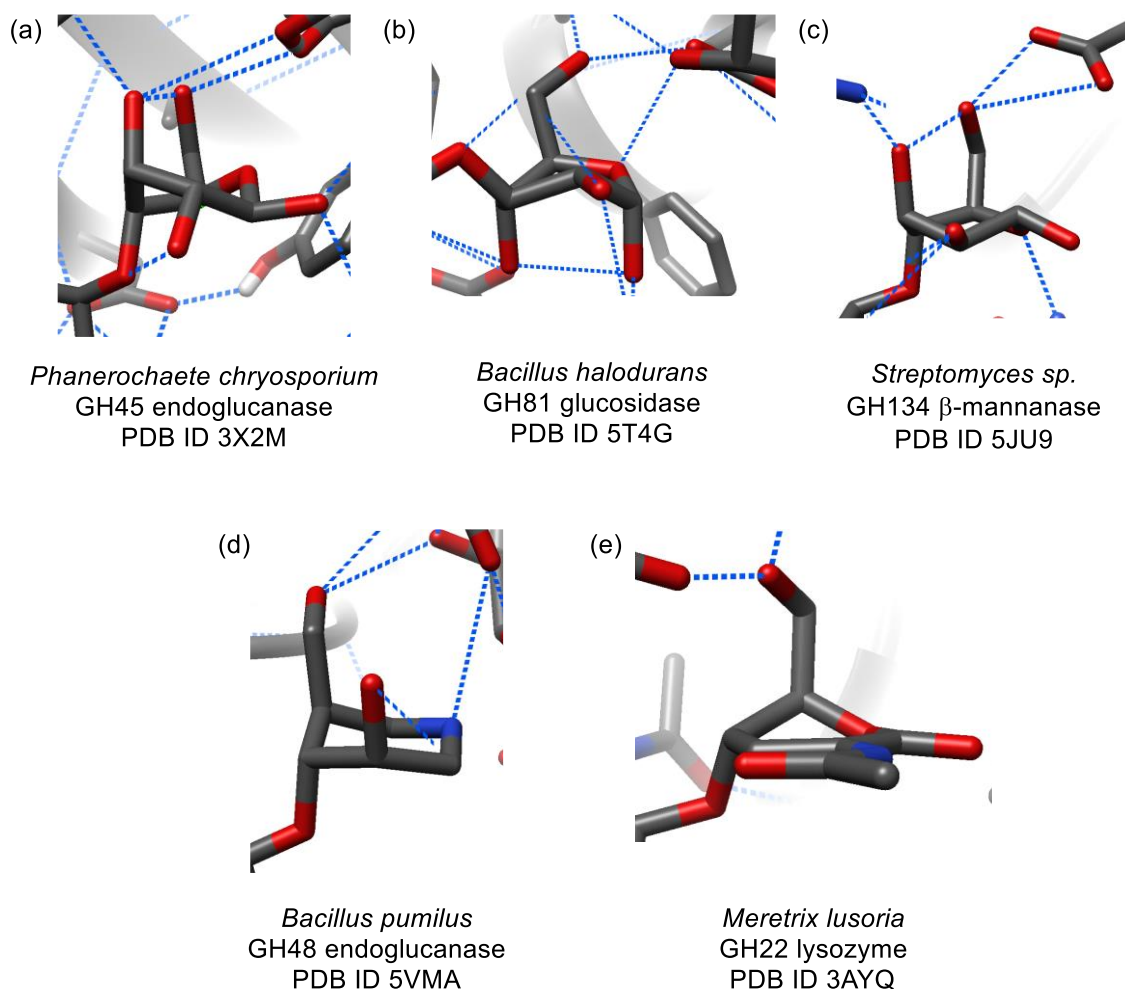 (a)
(b)
(c)
Phanerochaete chryosporium
GH45 endoglucanase
PDB ID 3X2M
Bacillus halodurans
GH81 glucosidase
PDB ID 5T4G
Streptomyces sp.
GH134 β-mannanase
PDB ID 5JU9
(d)
(e)
Bacillus pumilus
GH48 endoglucanase
PDB ID 5VMA
Meretrix lusoria
GH22 lysozyme
PDB ID 3AYQ